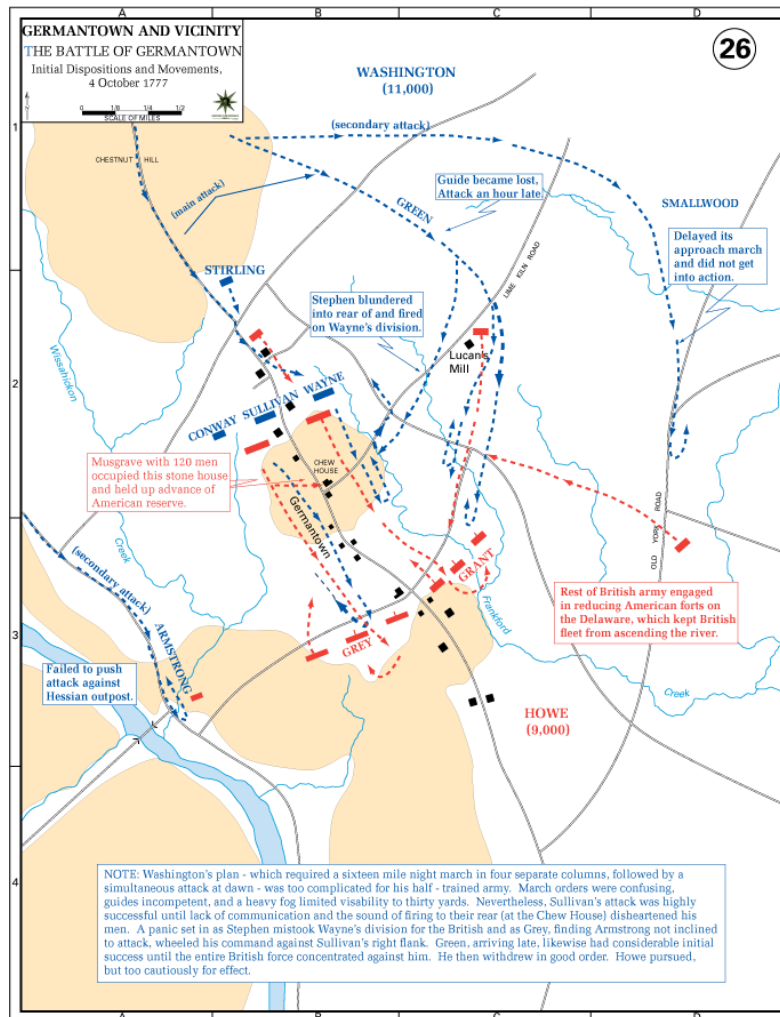 A
B
C
D
GERMANTOWN AND VICINITY
THE BATTLE OF GERMANTOWN
Initial Dispositions and Movements,
4 October 1777
0 1/8 1/4 1/2
SCALE OF MILES
26
WASHINGTON
(11,000)
1
(secondary attack)
CHESTNUT HILL
(main attack)
Guide became lost,
Attack an hour late.
GREEN
SMALLWOOD
Delayed its
approach march
and did not get
into action.
STIRLING
LIME KILN ROAD
Stephen blundered
into rear of and fired
on Wayne's division.
Wissahickon
Lucan's
Mill
2
CONWAY SULLIVAN WAYNE
Musgrave with 120 men
occupied this stone house
and held up advance of
American reserve.
CHEW
HOUSE
Germantown
OLD YORK ROAD
Creek
(secondary attack)
GRANT
Frankford
Rest of British army engaged
in reducing American forts on
the Delaware, which kept British
fleet from ascending the river.
3
ARMSTRONG
GREY
Failed to push
attack against
Hessian outpost.
Creek
HOWE
(9,000)
4
NOTE: Washington's plan - which required a sixteen mile night march in four separate columns, followed by a
simultaneous attack at dawn - was too complicated for his half - trained army. March orders were confusing,
guides incompetent, and a heavy fog limited visability to thirty yards. Nevertheless, Sullivan's attack was highly
successful until lack of communication and the sound of firing to their rear (at the Chew House) disheartened his
men. A panic set in as Stephen mistook Wayne's division for the British and as Grey, finding Armstrong not inclined
to attack, wheeled his command against Sullivan's right flank. Green, arriving late, likewise had considerable initial
success until the entire British force concentrated against him. He then withdrew in good order. Howe pursued,
but too cautiously for effect.
A
B
C
D